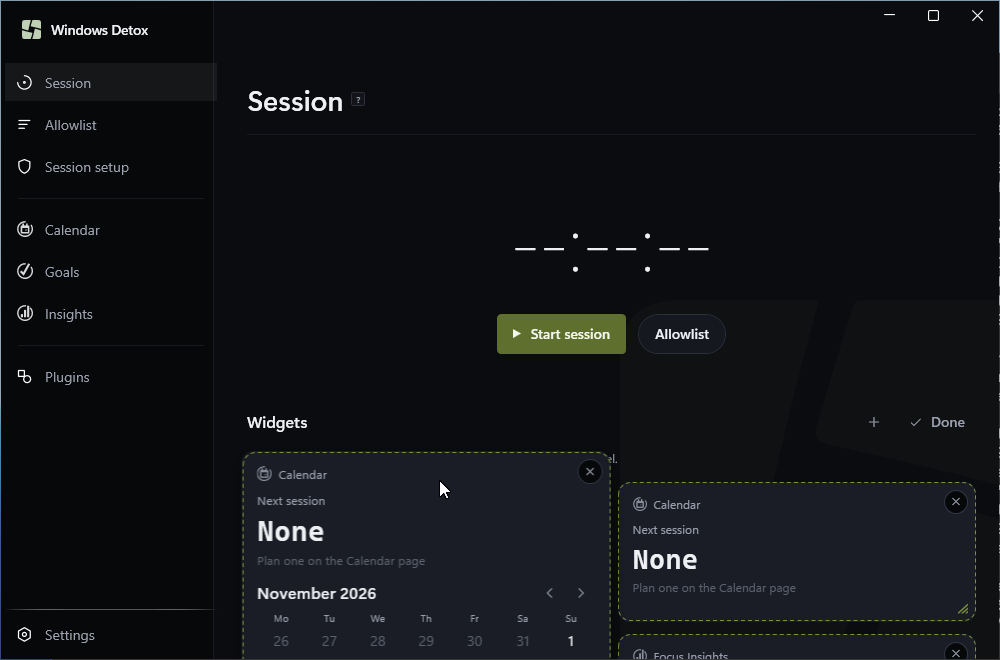 Windows Detox
Session
Allowlist
Session setup
Calendar
Goals
Insights
Plugins
Settings
Session ?
--:--:--
Start session
Allowlist
Widgets
+ Done
el.
Calendar
Next session
None
Plan one on the Calendar page
November 2026
Mo Tu We Th Fr Sa Su
26 27 28 29 30 31 1
Calendar
Next session
None
Plan one on the Calendar page
Focus Insights